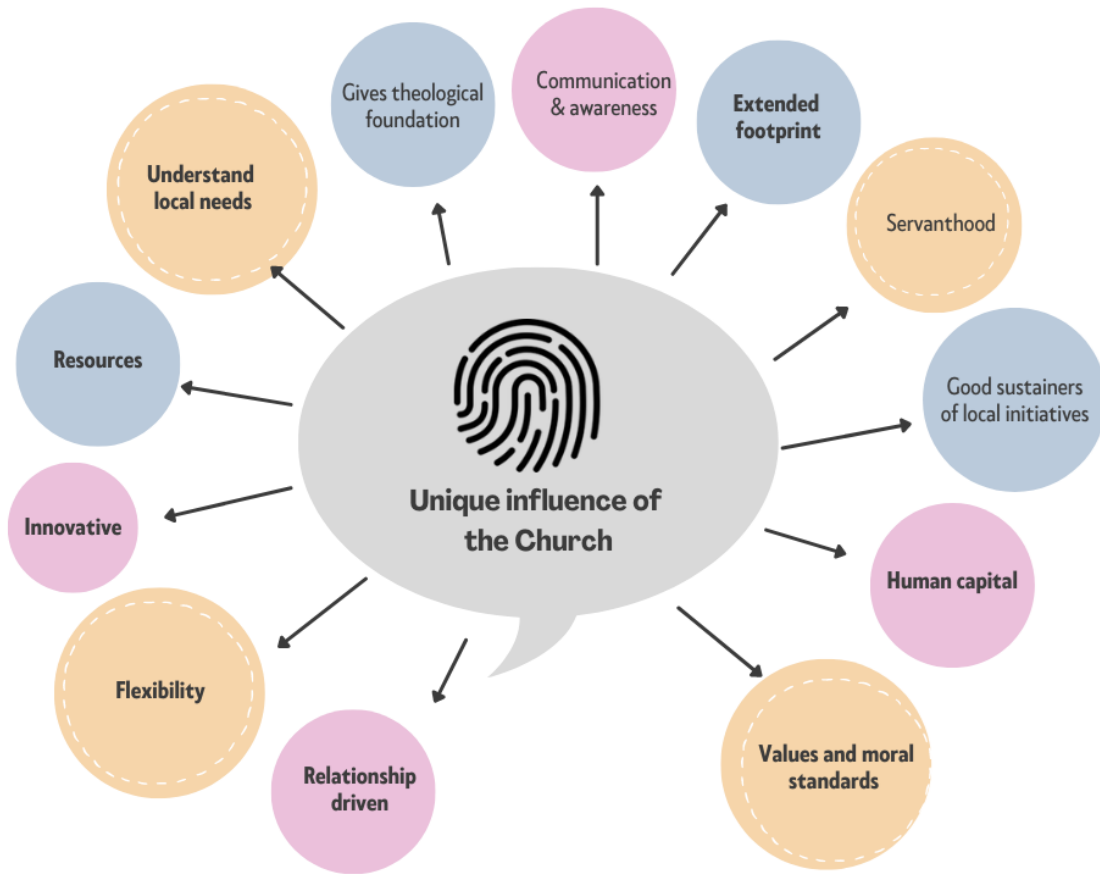 Gives theological
foundation
Communication
& awareness
Extended
footprint
Understand
local needs
Servanthood
Resources
Good sustainers
of local initiatives
Unique influence of
the Church
Innovative
Human capital
Flexibility
Relationship
driven
Values and moral
standards